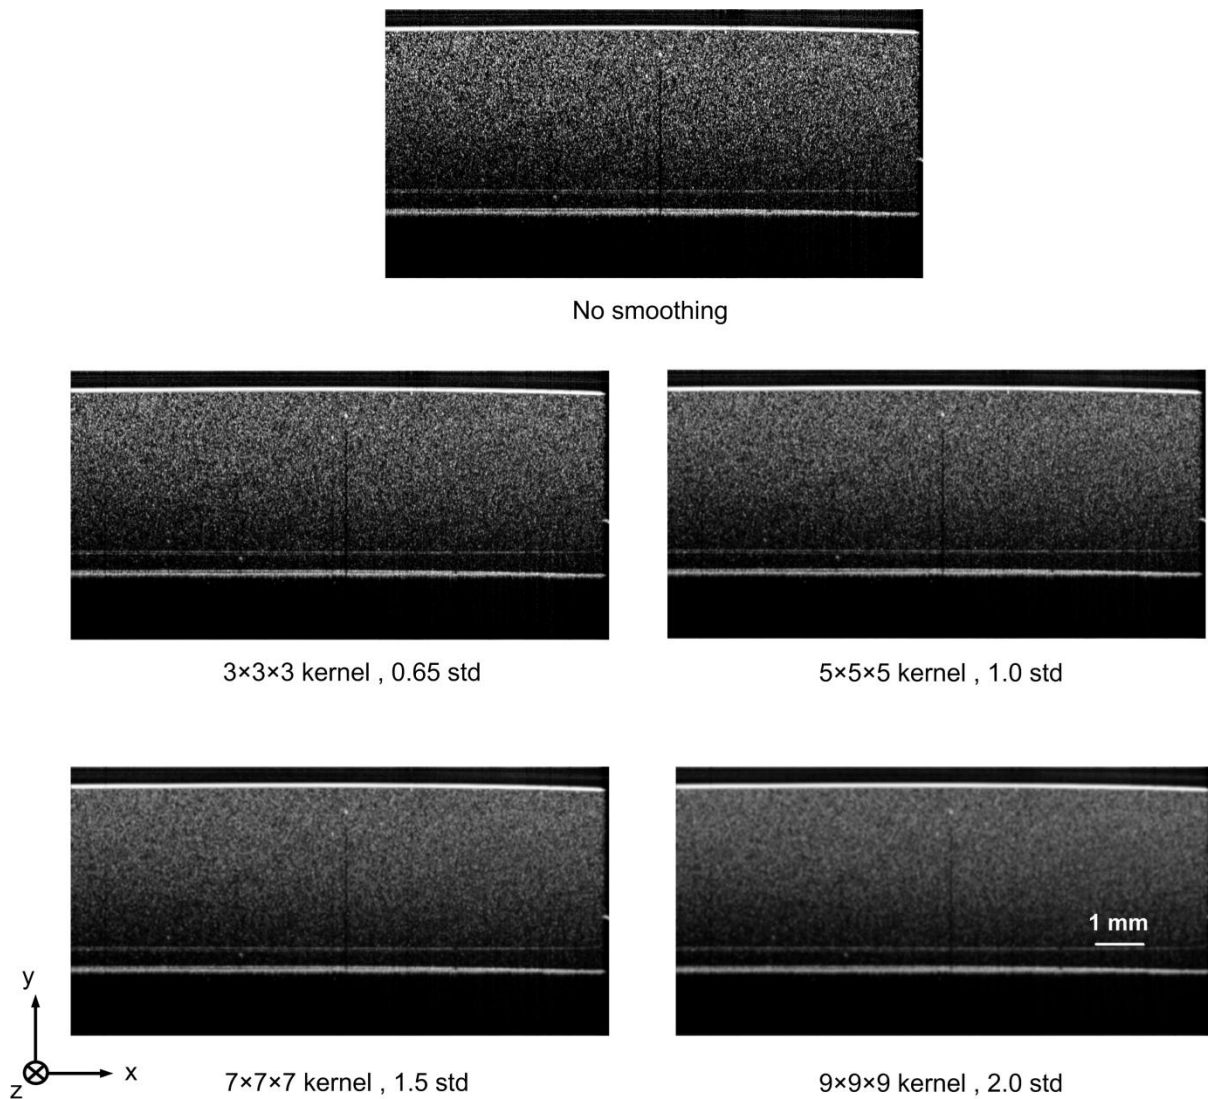 No smoothing
3×3×3 kernel , 0.65 std
5×5×5 kernel , 1.0 std
1 mm
y
z
x
7×7×7 kernel , 1.5 std
9×9×9 kernel , 2.0 std